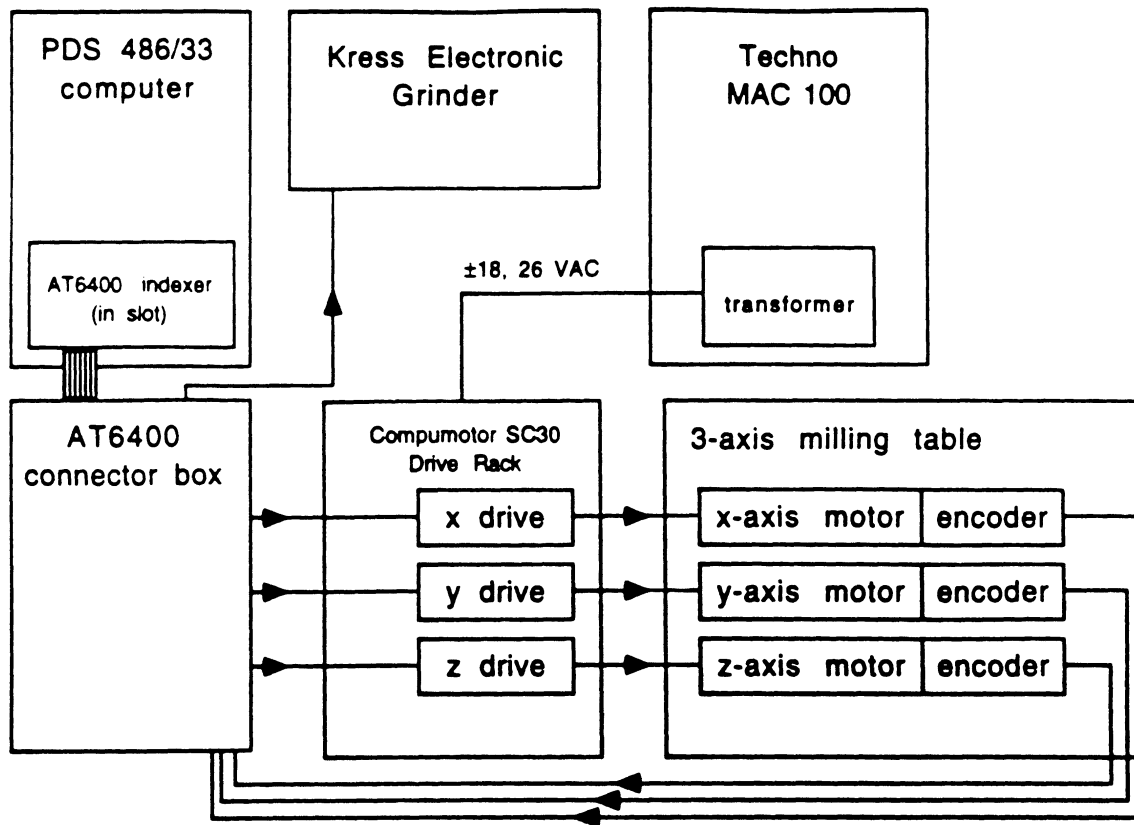 PDS 486/33
computer
AT6400 indexer
(in slot)
Kress Electronic
Grinder
Techno
MAC 100
±18, 26 VAC
transformer
AT6400
connector box
Compumotor SC30
Drive Rack
x drive
y drive
z drive
3-axis milling table
x-axis motor encoder
y-axis motor encoder
z-axis motor encoder